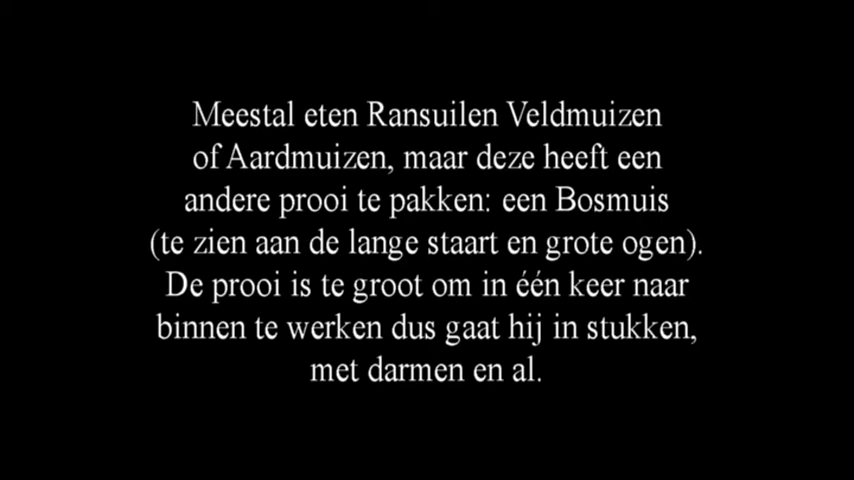 Meestal eten Ransuilen Veldmuizen
of Aardmuizen, maar deze heeft een
andere prooi te pakken: een Bosmuis
(te zien aan de lange staart en grote ogen).
De prooi is te groot om in één keer naar
binnen te werken dus gaat hij in stukken,
met darmen en al.